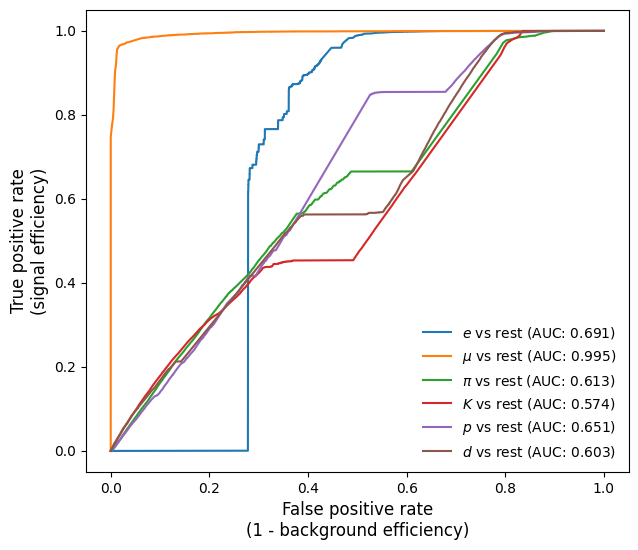 1.0
0.8
0.6
0.4
0.2
0.0
True positive rate
(signal efficiency)
e vs rest (AUC: 0.691)
μ vs rest (AUC: 0.995)
π vs rest (AUC: 0.613)
K vs rest (AUC: 0.574)
p vs rest (AUC: 0.651)
d vs rest (AUC: 0.603)
0.0 0.2 0.4 0.6 0.8 1.0
False positive rate
(1 - background efficiency)